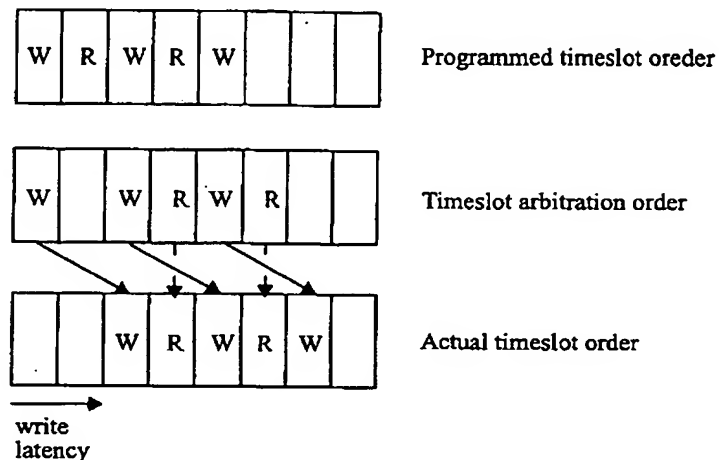 W R W R W
Programmed timeslot oreder
W W R W R
Timeslot arbitration order
W R W R W
Actual timeslot order
write
latency